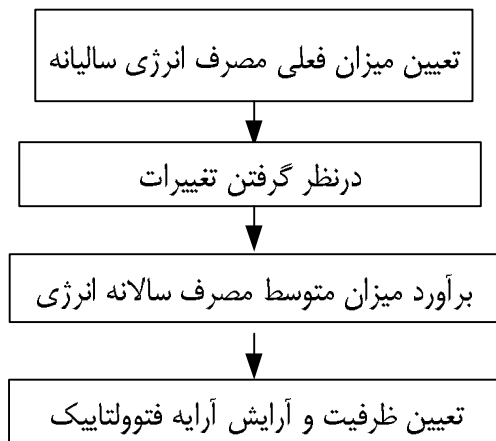 تعیین میزان فعلی مصرف انرژی سالیانه
درنظر گرفتن تغییرات
برآورد میزان متوسط مصرف سالانه انرژی
تعیین ظرفیت و آرایش آرایه فتوولتاییک